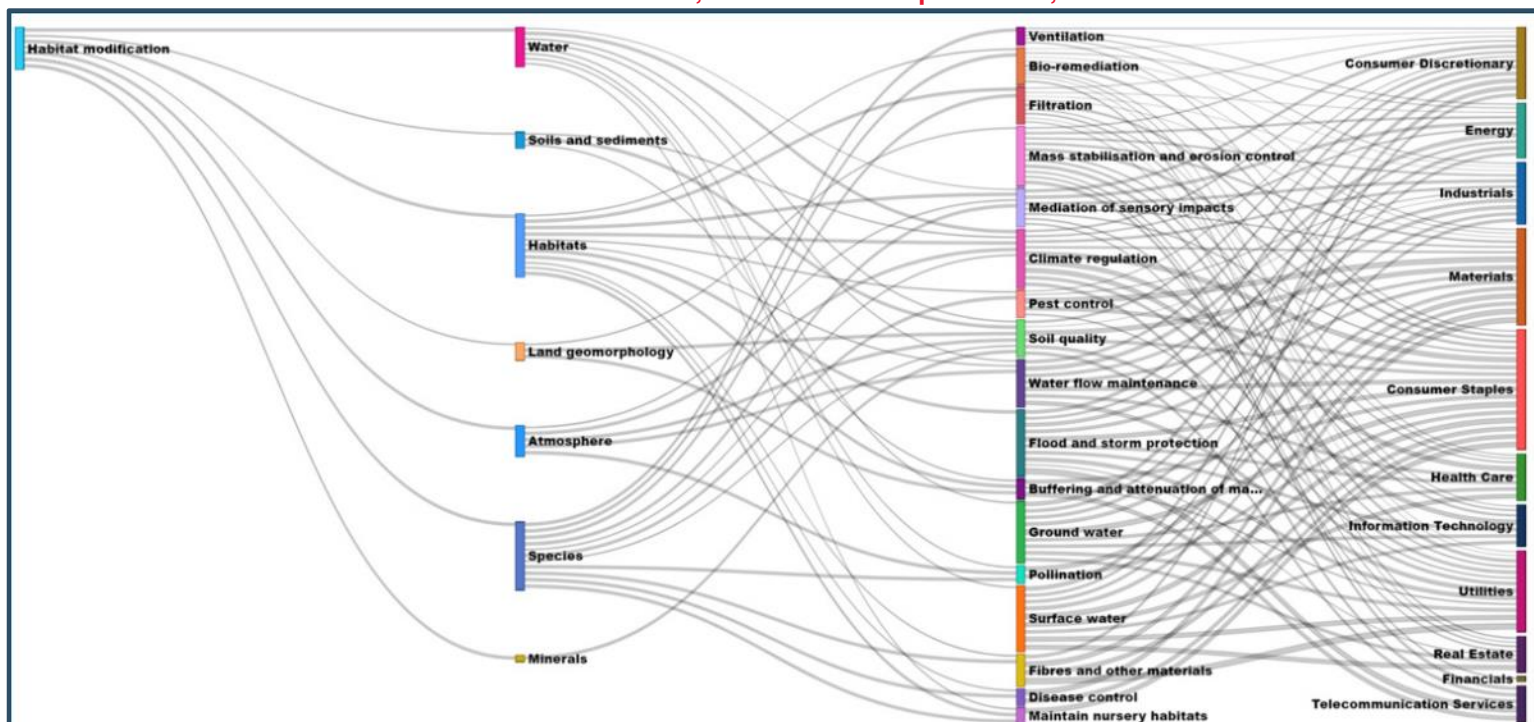 Habitat modification
Water
Soils and sediments
Habitats
Land geomorphology
Atmosphere
Species
Minerals
Ventilation
Bio-remediation
Filtration
Mass stabilisation and erosion control
Mediation of sensory impacts
Climate regulation
Pest control
Soil quality
Water flow maintenance
Flood and storm protection
Buffering and attenuation of ma...
Ground water
Pollination
Surface water
Fibres and other materials
Disease control
Maintain nursery habitats
Consumer Discretionary
Energy
Industrials
Materials
Consumer Staples
Health Care
Information Technology
Utilities
Real Estate
Financials
Telecommunication Services